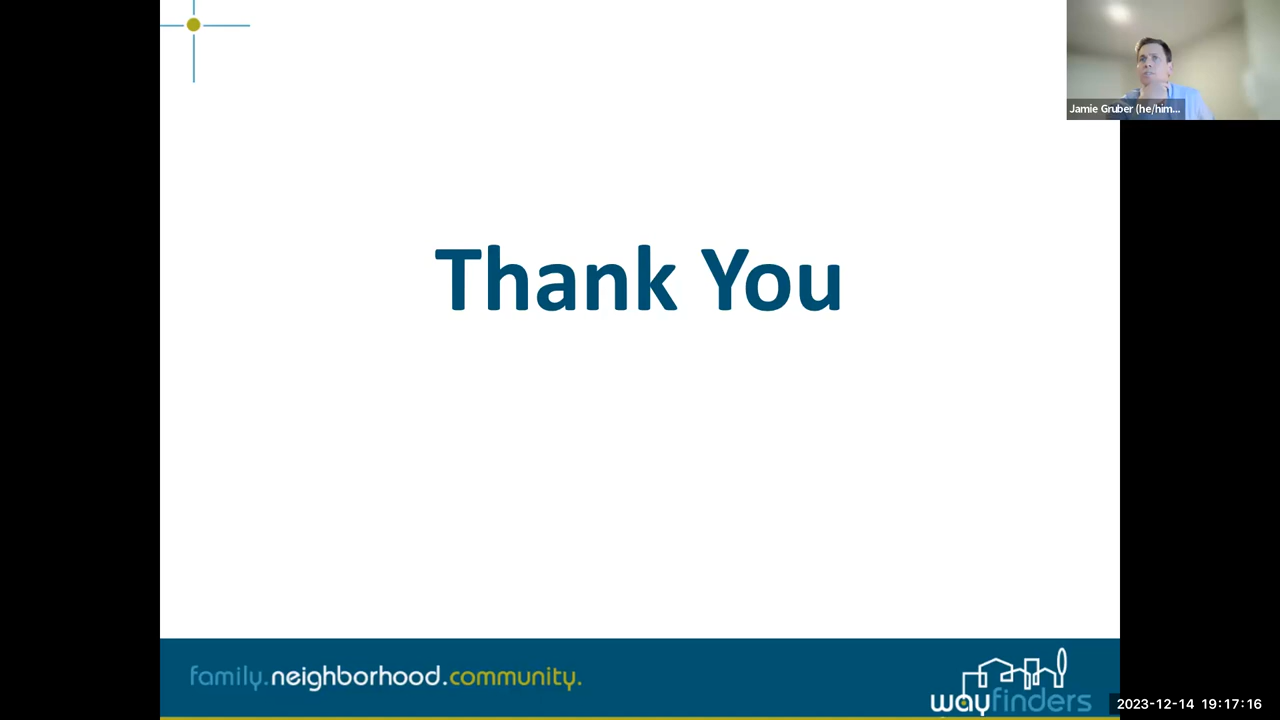 Jamie Gruber (he/him...
Thank You
family.neighborhood.community.
wayfinders
2023-12-14 19:17:16